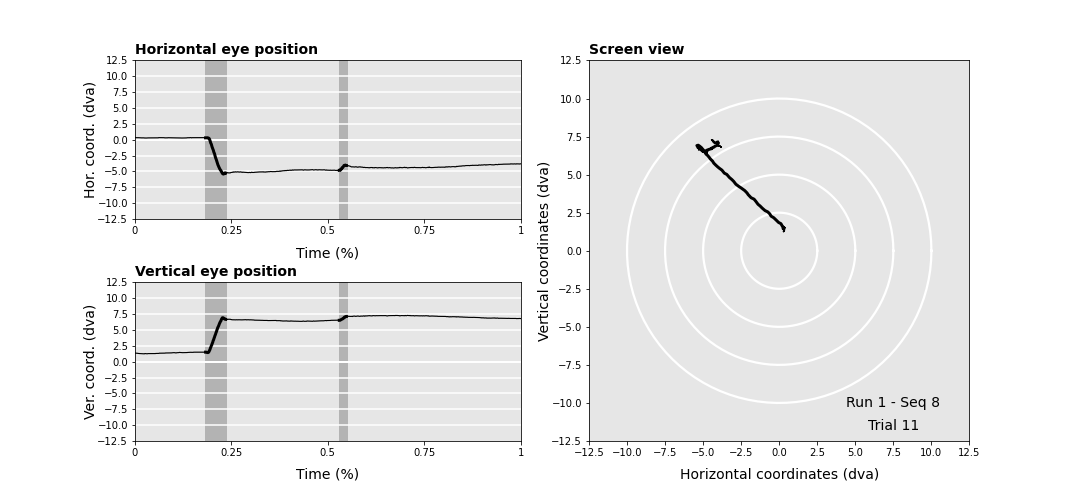 Horizontal eye position
Hor. coord. (dva)
12.5
10.0
7.5
5.0
2.5
0.0
−2.5
−5.0
−7.5
−10.0
−12.5
0 0.25 0.5 0.75 1
Time (%)
Vertical eye position
Ver. coord. (dva)
12.5
10.0
7.5
5.0
2.5
0.0
−2.5
−5.0
−7.5
−10.0
−12.5
0 0.25 0.5 0.75 1
Time (%)
Screen view
Vertical coordinates (dva)
12.5
10.0
7.5
5.0
2.5
0.0
−2.5
−5.0
−7.5
−10.0
−12.5
Run 1 - Seq 8
Trial 11
−12.5 −10.0 −7.5 −5.0 −2.5 0.0 2.5 5.0 7.5 10.0 12.5
Horizontal coordinates (dva)